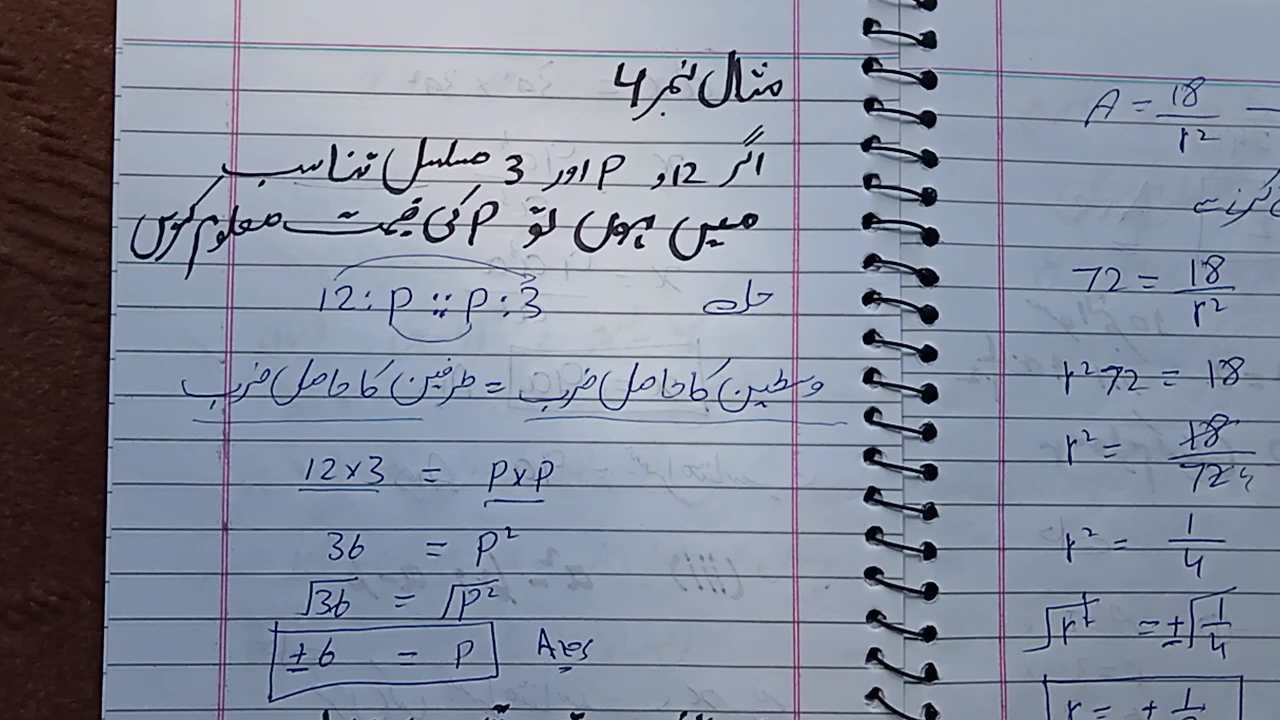 مثال نمبر 4
اگر 12، P اور 3 مسلسل تناسب
میں ہوں تو P کی قیمت معلوم کریں
حل
12 : P :: P : 3
وسطین کا حاصل ضرب = طرفین کا حاصل ضرب
12×3 = P×P
36 = P²
√36 = √P²
±6 = P Ans
A = 18/r²
72 = 18/r²
r²72 = 18
r² = 18/72 4
r² = 1/4
√r² = ±√1/4
r = ± 1/